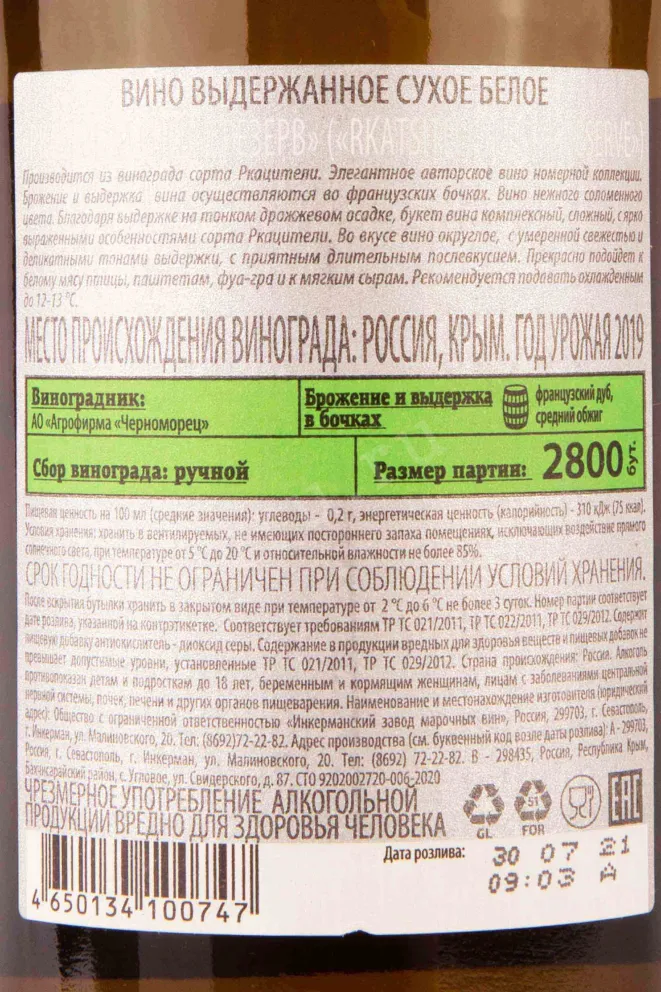 ВИНО ВЫДЕРЖАННОЕ СУХОЕ БЕЛОЕ
Производится из винограда сорта Ркацители. Элегантное авторское вино номерной коллекции.
Брожение и выдержка вина осуществляются во французских бочках. Вино нежного соломенного
цвета. Благодаря выдержке на тонком дрожжевом осадке, букет вина комплексный, сложный, с ярко
выраженными особенностями сорта Ркацители. Во вкусе вино округлое, с умеренной свежестью и
деликатными тонами выдержки, с приятным длительным послевкусием. Прекрасно подойдет к
белому мясу птицы, паштетам, фуа-гра и к мягким сырам. Рекомендуется подавать охлажденным
до 12-13 °С.
МЕСТО ПРОИСХОЖДЕНИЯ ВИНОГРАДА: РОССИЯ, КРЫМ. ГОД УРОЖАЯ 2019
Виноградник:
АО «Агрофирма «Черноморец»
Брожение и выдержка
в бочках
французский дуб,
средний обжиг
Сбор винограда: ручной
Размер партии: 2800 бут.
Пищевая ценность на 100 мл (средние значения): углеводы - 0,2 г, энергетическая ценность (калорийность) - 310 кДж (75 ккал).
Условия хранения: хранить в вентилируемых, не имеющих постороннего запаха помещениях, исключающих воздействие прямого
солнечного света, при температуре от 5 °С до 20 °С и относительной влажности не более 85%.
СРОК ГОДНОСТИ НЕ ОГРАНИЧЕН ПРИ СОБЛЮДЕНИИ УСЛОВИЙ ХРАНЕНИЯ.
После вскрытия бутылки хранить в закрытом виде при температуре от 2 °С до 6 °С не более 3 суток. Номер партии соответствует
дате розлива, указанной на контрэтикетке. Соответствует требованиям ТР ТС 021/2011, ТР ТС 022/2011, ТР ТС 029/2012. Содержит
пищевую добавку антиокислитель - диоксид серы. Содержание в продукции вредных для здоровья веществ и пищевых добавок не
превышает допустимые уровни, установленные ТР ТС 021/2011, ТР ТС 029/2012. Страна происхождения: Россия. Алкоголь
противопоказан детям и подросткам до 18 лет, беременным и кормящим женщинам, лицам с заболеваниями центральной
нервной системы, почек, печени и других органов пищеварения. Наименование и местонахождение изготовителя (юридический
адрес): Общество с ограниченной ответственностью «Инкерманский завод марочных вин», Россия, 299703, г. Севастополь,
г. Инкерман, ул. Малиновского, 20. Тел: (8692)72-22-82. Адрес производства (см. буквенный код возле даты розлива): А - 299703,
Россия, г. Севастополь, г. Инкерман, ул. Малиновского, 20. Тел: (8692) 72-22-82. В - 298435, Россия, Республика Крым,
Бахчисарайский район, с. Угловое, ул. Свидерского, д. 87. СТО 9202002720-006-2020
ЧРЕЗМЕРНОЕ УПОТРЕБЛЕНИЕ АЛКОГОЛЬНОЙ
ПРОДУКЦИИ ВРЕДНО ДЛЯ ЗДОРОВЬЯ ЧЕЛОВЕКА
GL
51
FOR
EAC
Дата розлива: 30 07 21
09:03 А
4 650134 100747